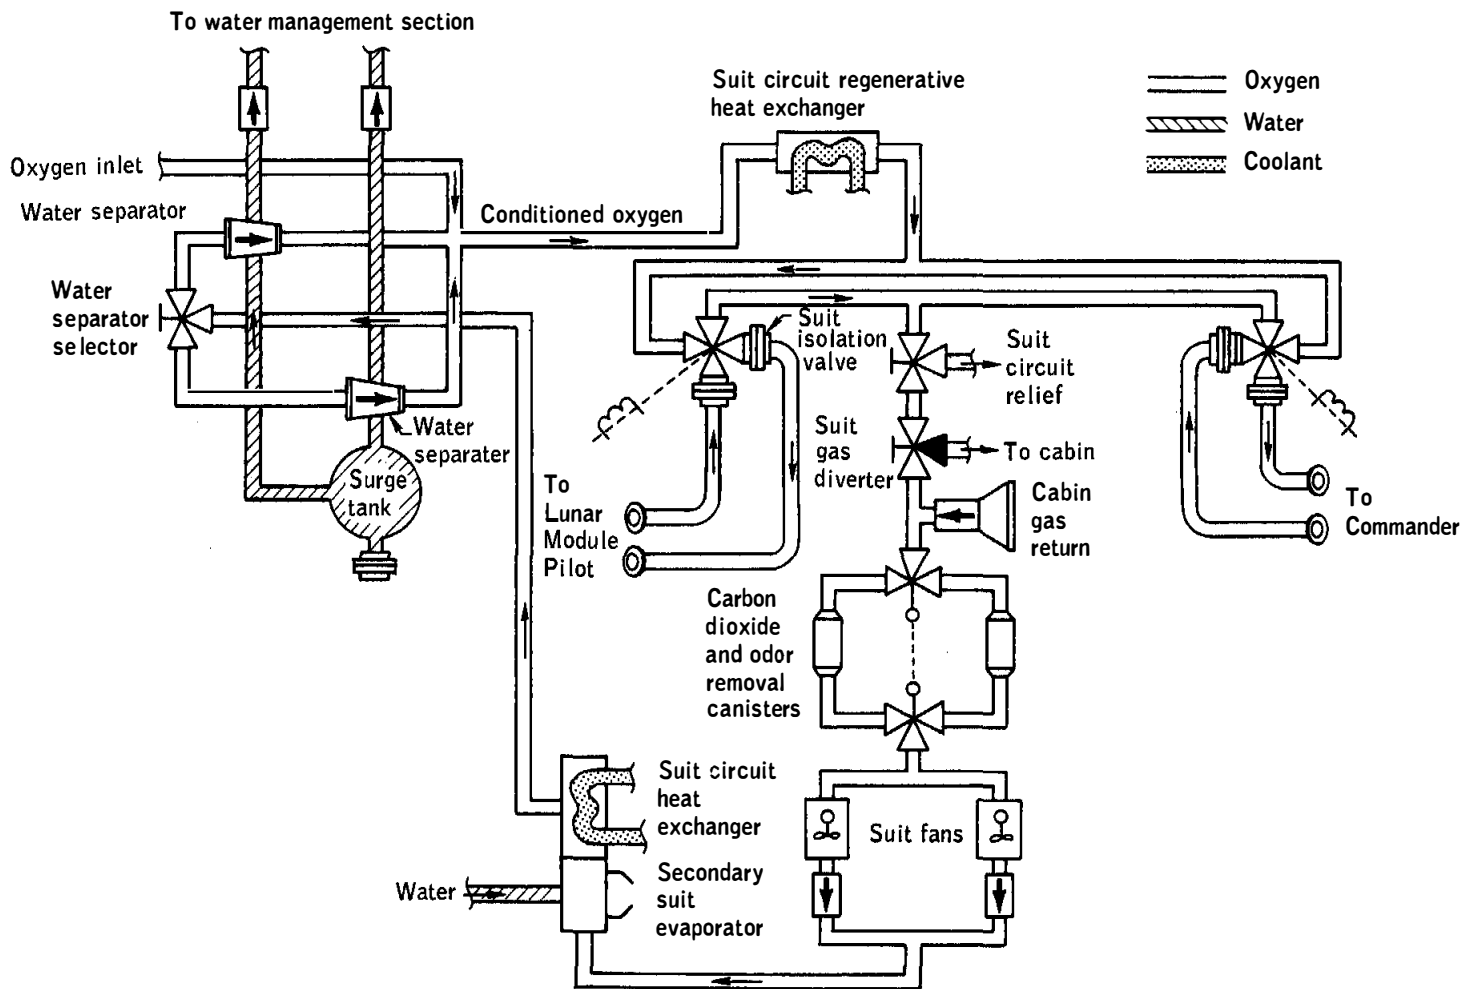 To water management section
Suit circuit regenerative
heat exchanger
Oxygen
Water
Coolant
Oxygen inlet
Water separator
Conditioned oxygen
Water
separator
selector
Suit
isolation
valve
Suit
circuit
relief
Water
separater
Surge
tank
Suit
gas
diverter
To cabin
To
Lunar
Module
Pilot
Cabin
gas
return
To
Commander
Carbon
dioxide
and odor
removal
canisters
Suit circuit
heat
exchanger
Suit fans
Water
Secondary
suit
evaporator